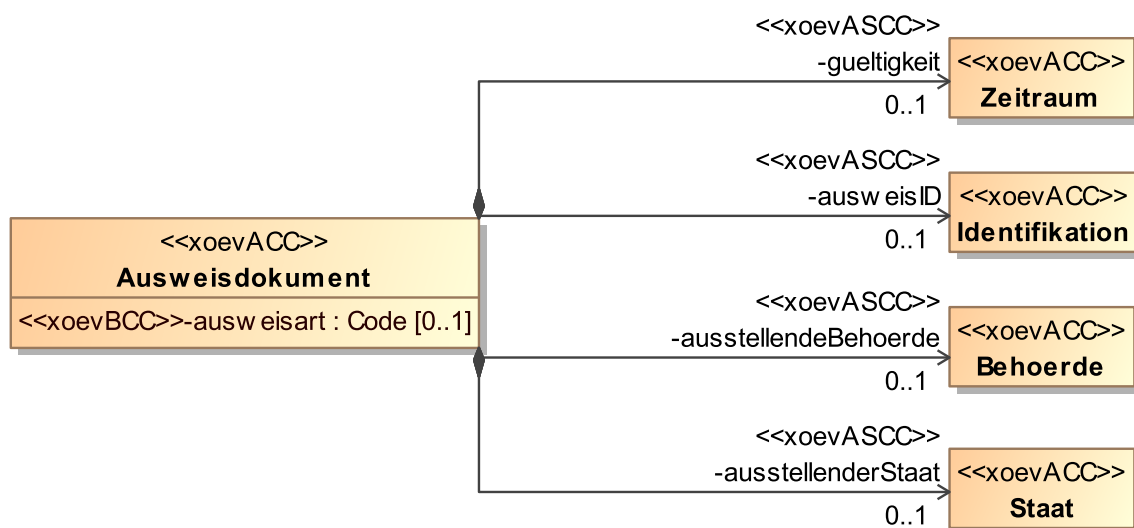 <<xoevASCC>>
-gueltigkeit
0..1
<<xoevACC>>
Zeitraum
<<xoevASCC>>
-ausweisID
0..1
<<xoevACC>>
Identifikation
<<xoevACC>>
Ausweisdokument
<<xoevBCC>>-ausweisart : Code [0..1]
<<xoevASCC>>
-ausstellendeBehoerde
0..1
<<xoevACC>>
Behoerde
<<xoevASCC>>
-ausstellenderStaat
0..1
<<xoevACC>>
Staat